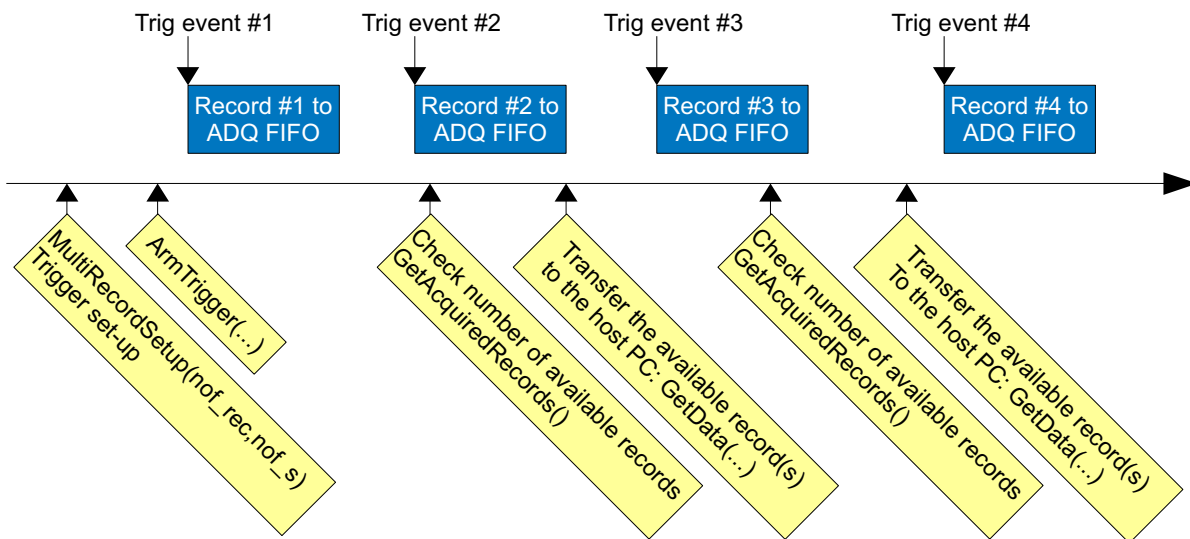 Trig event #1
Trig event #2
Trig event #3
Trig event #4
Record #1 to
ADQ FIFO
Record #2 to
ADQ FIFO
Record #3 to
ADQ FIFO
Record #4 to
ADQ FIFO
MultiRecordSetup(nof_rec,nof_s)
Trigger set-up
ArmTrigger(...)
Check number of available records
GetAcquiredRecords()
Transfer the available record(s)
to the host PC: GetData(...)
Check number of available records
GetAcquiredRecords()
Transfer the available record(s)
To the host PC: GetData(...)